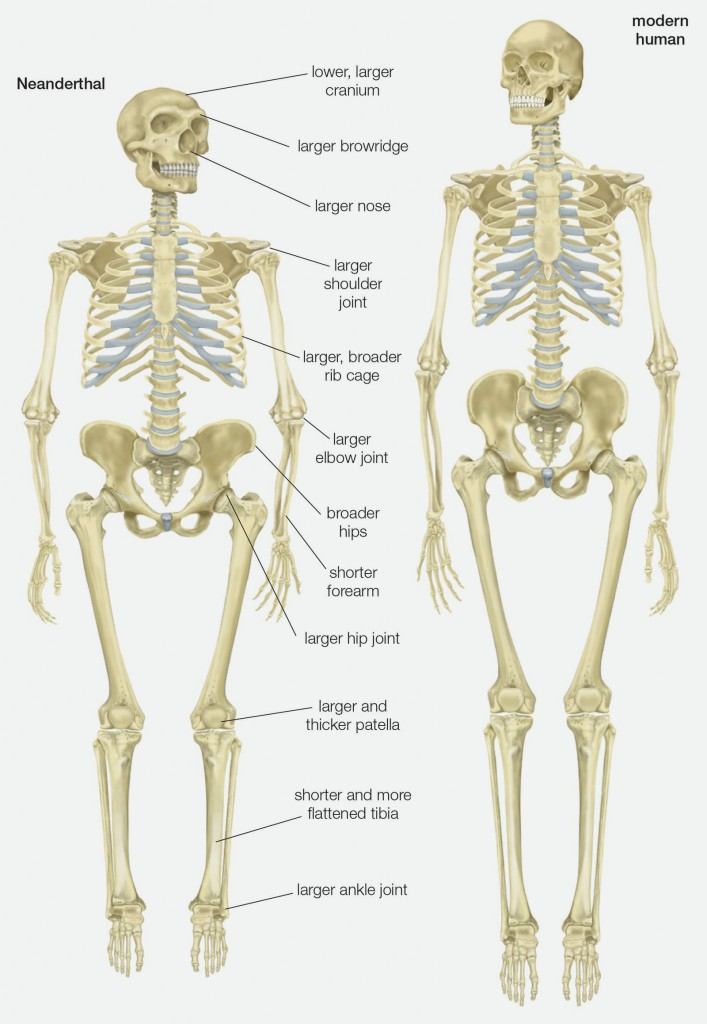 modern
human
Neanderthal
lower, larger
cranium
larger browridge
larger nose
larger
shoulder
joint
larger, broader
rib cage
larger
elbow joint
broader
hips
shorter
forearm
larger hip joint
larger and
thicker patella
shorter and more
flattened tibia
larger ankle joint